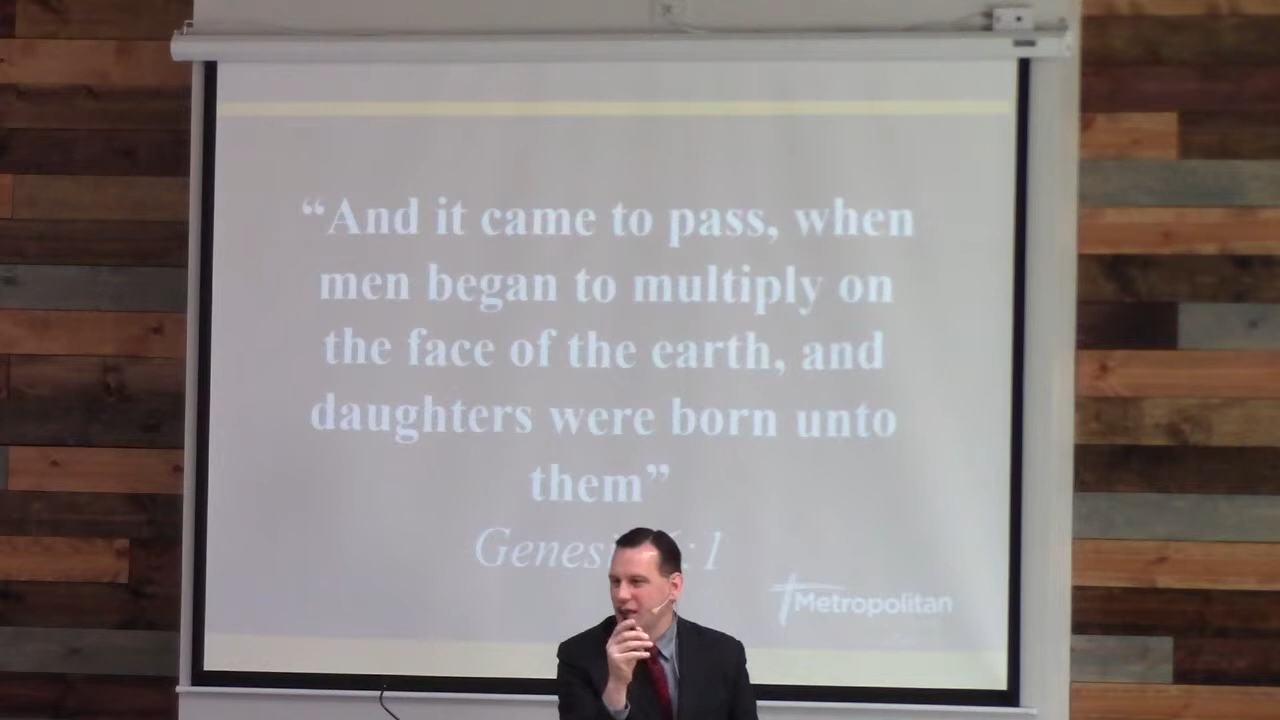 “And it came to pass, when
men began to multiply on
the face of the earth, and
daughters were born unto
them”
:1
Metropolitan